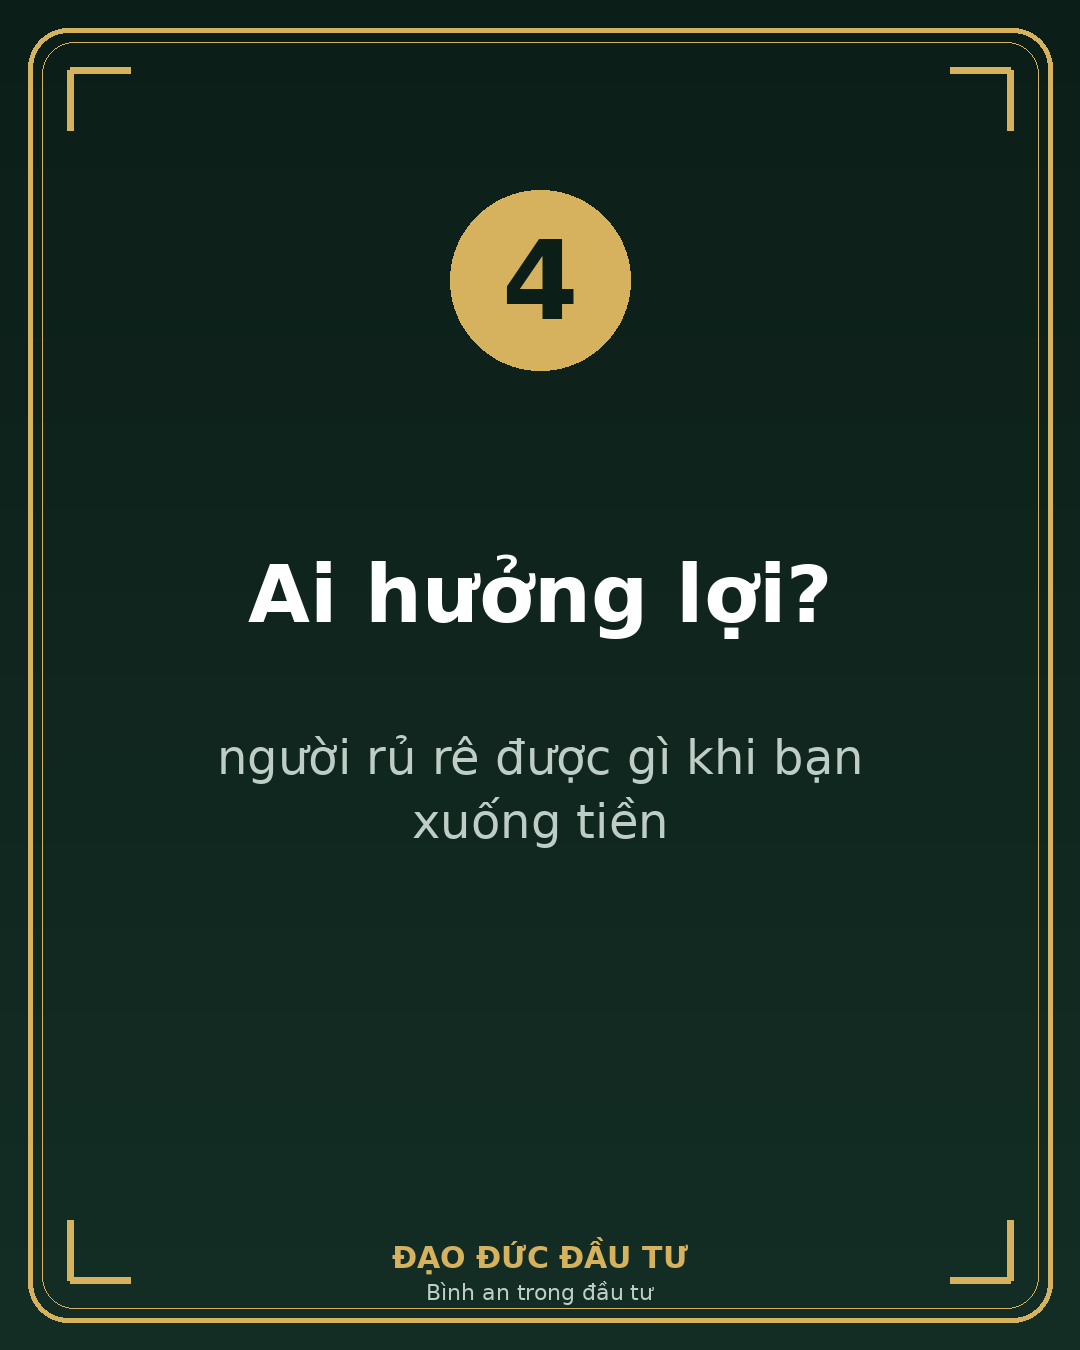 4
Ai hưởng lợi?
người rủ rê được gì khi bạn
xuống tiền
ĐẠO ĐỨC ĐẦU TƯ
Bình an trong đầu tư